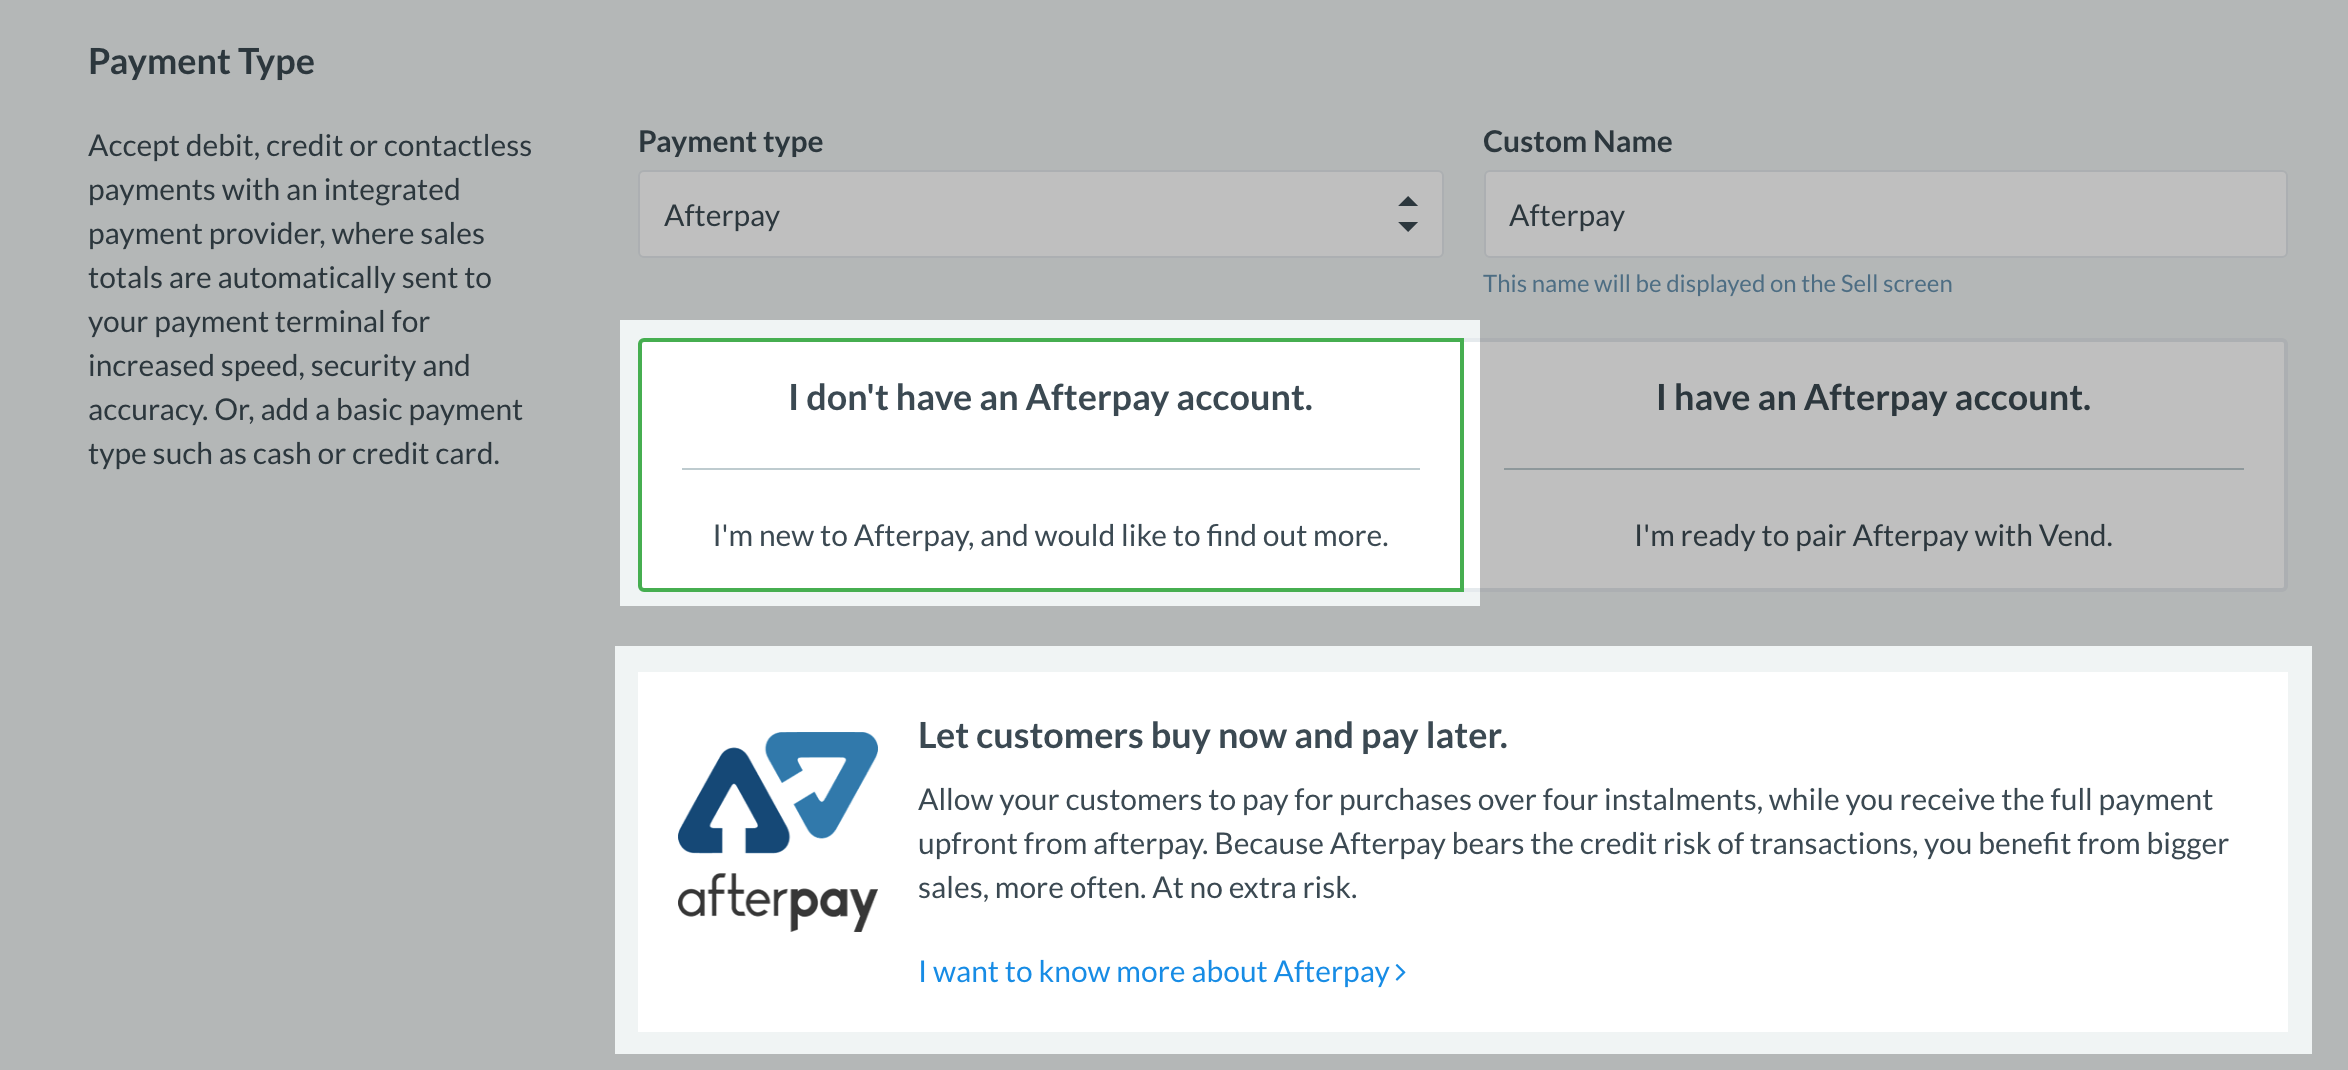 Payment Type
Accept debit, credit or contactless
payments with an integrated
payment provider, where sales
totals are automatically sent to
your payment terminal for
increased speed, security and
accuracy. Or, add a basic payment
type such as cash or credit card.
Payment type
Afterpay
Custom Name
Afterpay
This name will be displayed on the Sell screen
I don't have an Afterpay account.
I'm new to Afterpay, and would like to find out more.
I have an Afterpay account.
I'm ready to pair Afterpay with Vend.
afterpay
Let customers buy now and pay later.
Allow your customers to pay for purchases over four instalments, while you receive the full payment
upfront from afterpay. Because Afterpay bears the credit risk of transactions, you benefit from bigger
sales, more often. At no extra risk.
I want to know more about Afterpay >